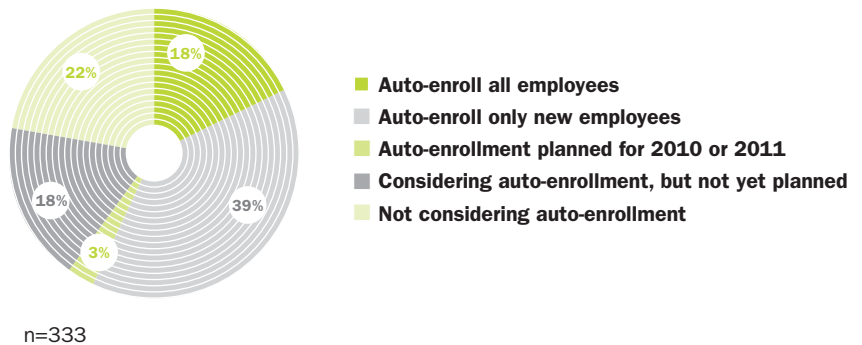 18%
22%
39%
18%
3%
Auto-enroll all employees
Auto-enroll only new employees
Auto-enrollment planned for 2010 or 2011
Considering auto-enrollment, but not yet planned
Not considering auto-enrollment
n=333